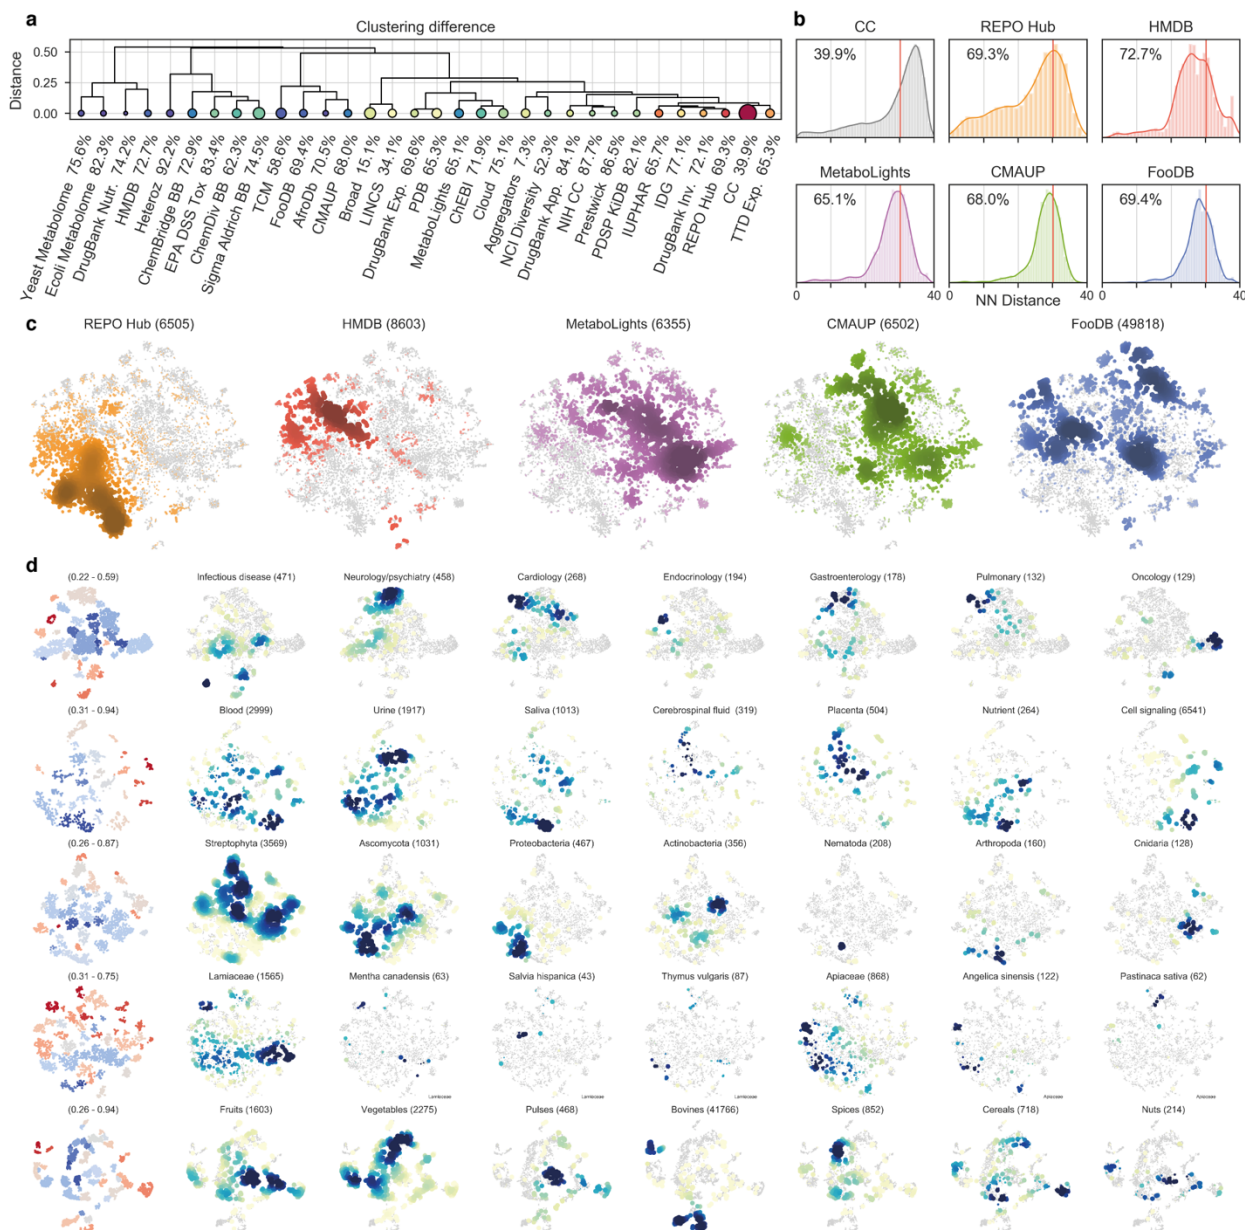 a
Clustering difference
Distance
0.50
0.25
0.00
Yeast Metabolome 75.6%
Ecoli Metabolome 82.3%
DrugBank Nutr. 74.2%
HMDB 72.7%
Heteroz 92.2%
ChemBridge BB 72.9%
EPA DSS Tox 83.4%
ChemDiv BB 62.3%
Sigma Aldrich BB 74.5%
TCM 58.6%
FooDB 69.4%
AfroDb 70.5%
CMAUP 68.0%
Broad 15.1%
LINCS 34.1%
DrugBank Exp. 69.6%
PDB 65.9%
MetaboLights 65.1%
ChEBI 71.9%
Cloud 75.1%
Aggregators 7.3%
NCI Diversity 52.3%
DrugBank App. 84.1%
NIH CC 87.7%
Prestwick 86.5%
PDSP KiDB 82.1%
IUPHAR 65.7%
IDG 77.1%
DrugBank Inv. 72.1%
REPO Hub 69.3%
CC 39.9%
TTD Exp. 65.3%
b
CC
39.9%
REPO Hub
69.3%
HMDB
72.7%
MetaboLights
65.1%
CMAUP
68.0%
FooDB
69.4%
0 40 0 40 0 40
NN Distance
c
REPO Hub (6505)
HMDB (8603)
MetaboLights (6355)
CMAUP (6502)
FooDB (49818)
d
(0.22 - 0.59)
Infectious disease (471)
Neurology/psychiatry (458)
Cardiology (268)
Endocrinology (194)
Gastroenterology (178)
Pulmonary (132)
Oncology (129)
(0.31 - 0.94)
Blood (2999)
Urine (1917)
Saliva (1013)
Cerebrospinal fluid (319)
Placenta (504)
Nutrient (264)
Cell signaling (6541)
(0.26 - 0.87)
Streptophyta (3569)
Ascomycota (1031)
Proteobacteria (467)
Actinobacteria (356)
Nematoda (208)
Arthropoda (160)
Cnidaria (128)
(0.31 - 0.75)
Lamiaceae (1565)
Mentha canadensis (63)
Salvia hispanica (43)
Thymus vulgaris (87)
Apiaceae (868)
Angelica sinensis (122)
Pastinaca sativa (62)
Lamiaceae
Lamiaceae
Lamiaceae
Apiaceae
Apiaceae
(0.26 - 0.94)
Fruits (1603)
Vegetables (2275)
Pulses (468)
Bovines (41766)
Spices (852)
Cereals (718)
Nuts (214)